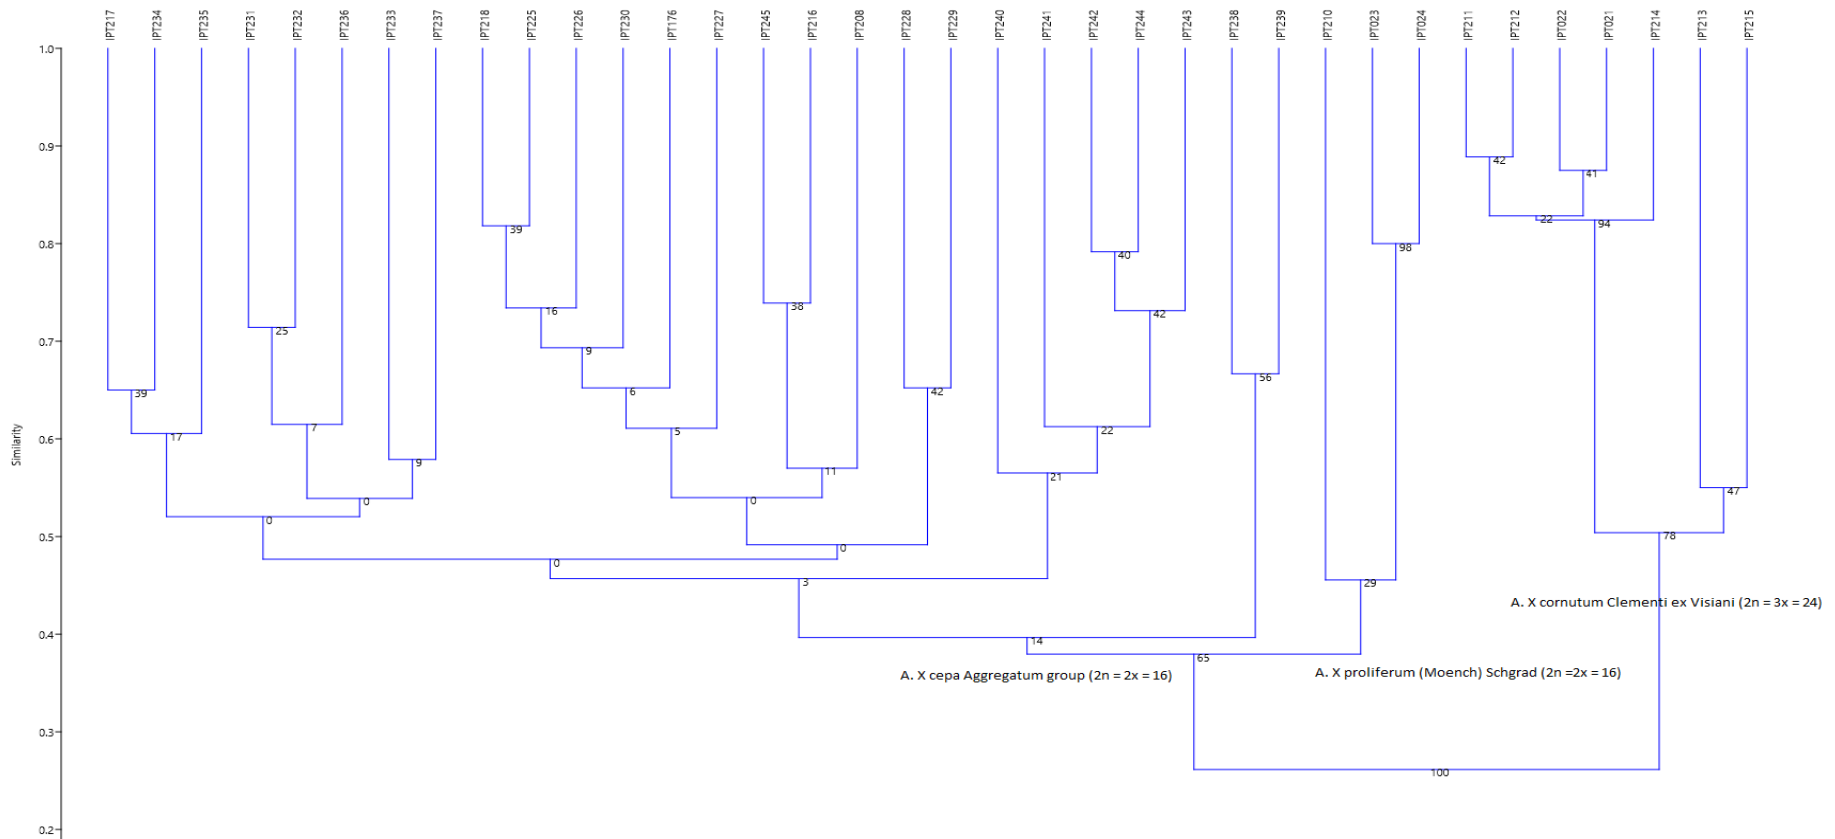 IPT217
IPT234
IPT235
IPT231
IPT232
IPT236
IPT233
IPT237
IPT218
IPT225
IPT226
IPT230
IPT176
IPT227
IPT245
IPT216
IPT208
IPT228
IPT229
IPT240
IPT241
IPT242
IPT244
IPT243
IPT238
IPT239
IPT210
IPT023
IPT024
IPT211
IPT212
IPT022
IPT021
IPT214
IPT213
IPT215
1.0
0.9
42
41
22
94
0.8
39
98
40
0.7
38
16
42
25
9
56
39
6
42
0.6
7
5
22
17
9
11
21
47
0
0
0.5
0
78
0
0
3
29
Similarity
A. X cornutum Clementi ex Visiani (2n = 3x = 24)
0.4
14
65
A. X cepa Aggregatum group (2n = 2x = 16)
A. X proliferum (Moench) Schgrad (2n =2x = 16)
0.3
100
0.2